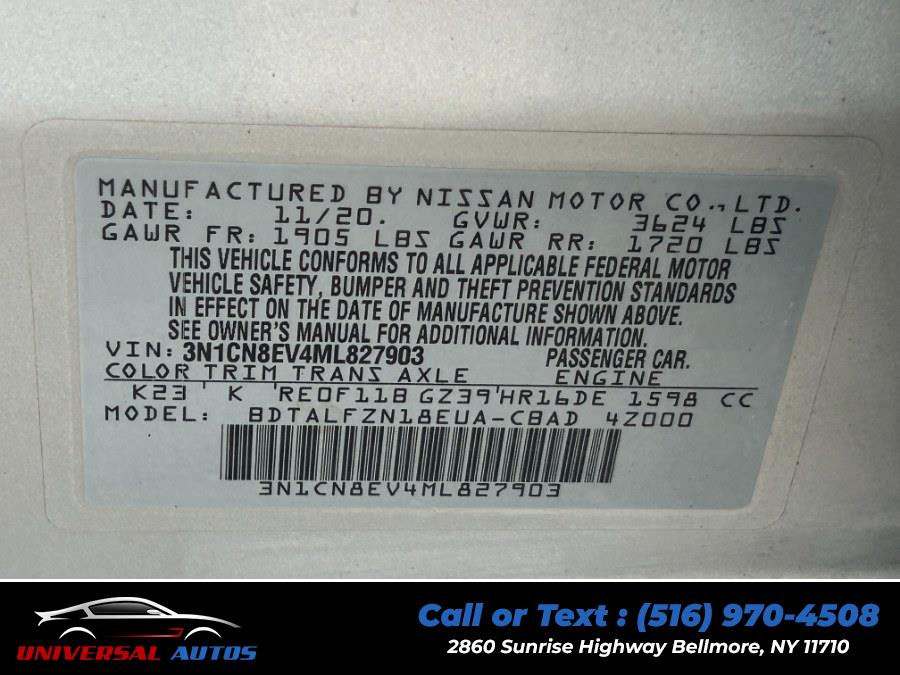 MANUFACTURED BY NISSAN MOTOR CO.,LTD.
DATE: 11/20. GVWR: 3624 LBS
GAWR FR: 1905 LBS GAWR RR: 1720 LBS
THIS VEHICLE CONFORMS TO ALL APPLICABLE FEDERAL MOTOR
VEHICLE SAFETY, BUMPER AND THEFT PREVENTION STANDARDS
IN EFFECT ON THE DATE OF MANUFACTURE SHOWN ABOVE.
SEE OWNER'S MANUAL FOR ADDITIONAL INFORMATION.
VIN: 3N1CN8EV4ML827903 PASSENGER CAR.
COLOR TRIM TRANS AXLE ENGINE
K23 ' K 'RE0F11B GZ39'HR16DE 1598 CC
MODEL: BDTALFZN18EUA-CBAD 4Z000
3N1CN8EV4ML827903
UNIVERSAL AUTOS
Call or Text : (516) 970-4508
2860 Sunrise Highway Bellmore, NY 11710